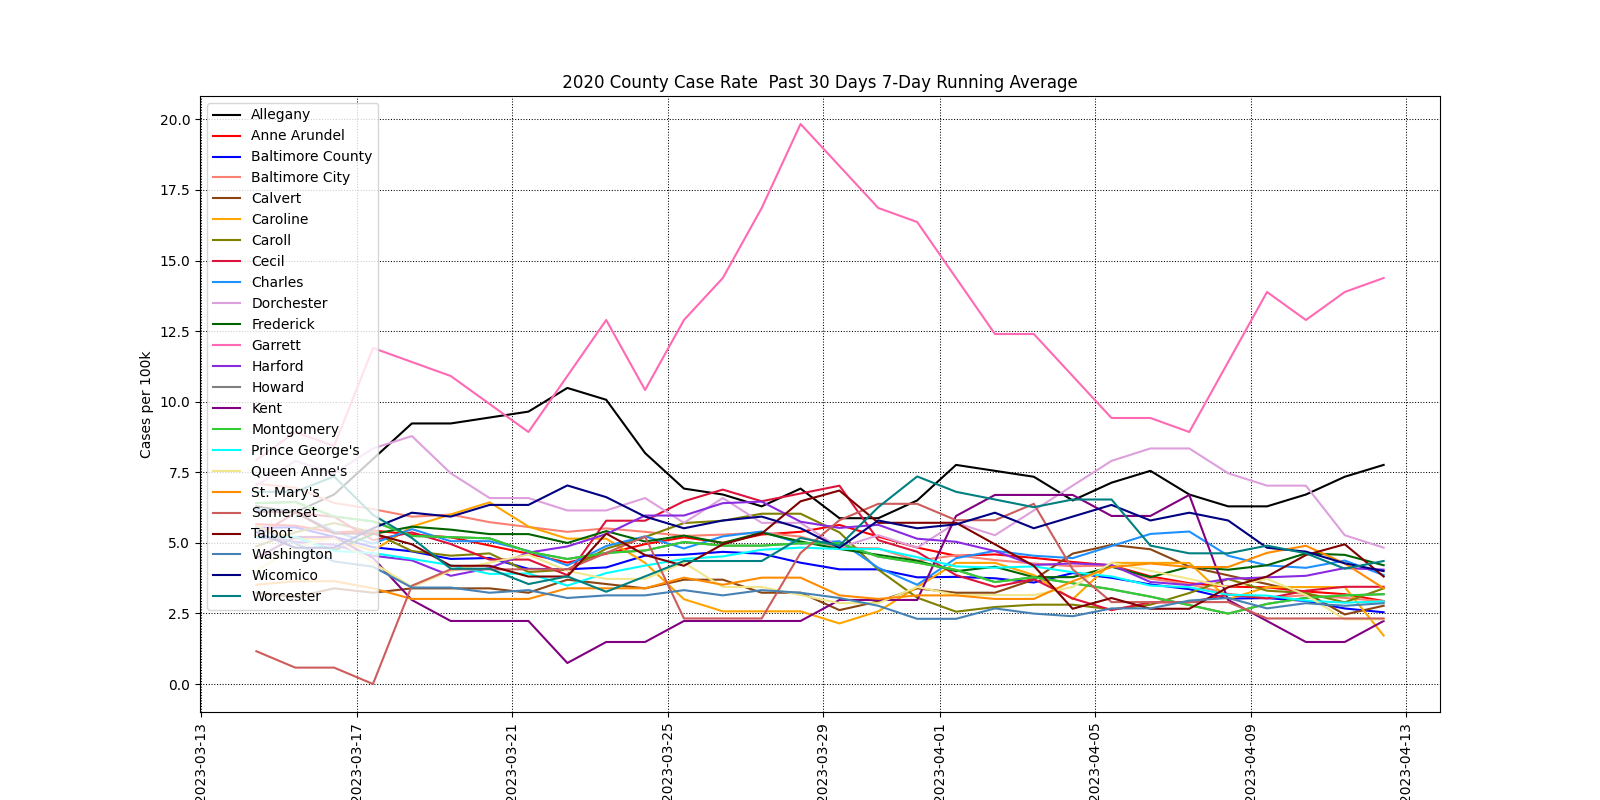 2020 County Case Rate  Past 30 Days 7-Day Running Average
Cases per 100k
20.0
17.5
15.0
12.5
10.0
7.5
5.0
2.5
0.0
Allegany
Anne Arundel
Baltimore County
Baltimore City
Calvert
Caroline
Caroll
Cecil
Charles
Dorchester
Frederick
Garrett
Harford
Howard
Kent
Montgomery
Prince George's
Queen Anne's
St. Mary's
Somerset
Talbot
Washington
Wicomico
Worcester
2023-03-13
2023-03-17
2023-03-21
2023-03-25
2023-03-29
2023-04-01
2023-04-05
2023-04-09
2023-04-13